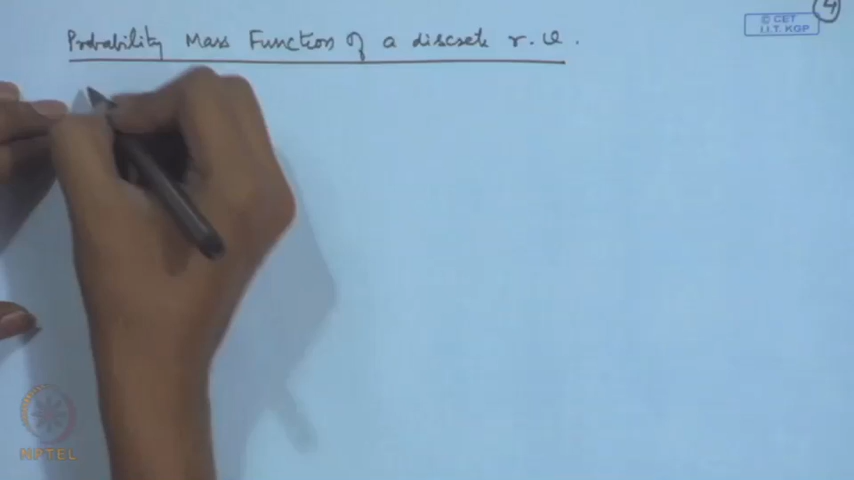 4
© CET
I.I.T. KGP
Probability Mass Function of a discrete r.v.
NPTEL